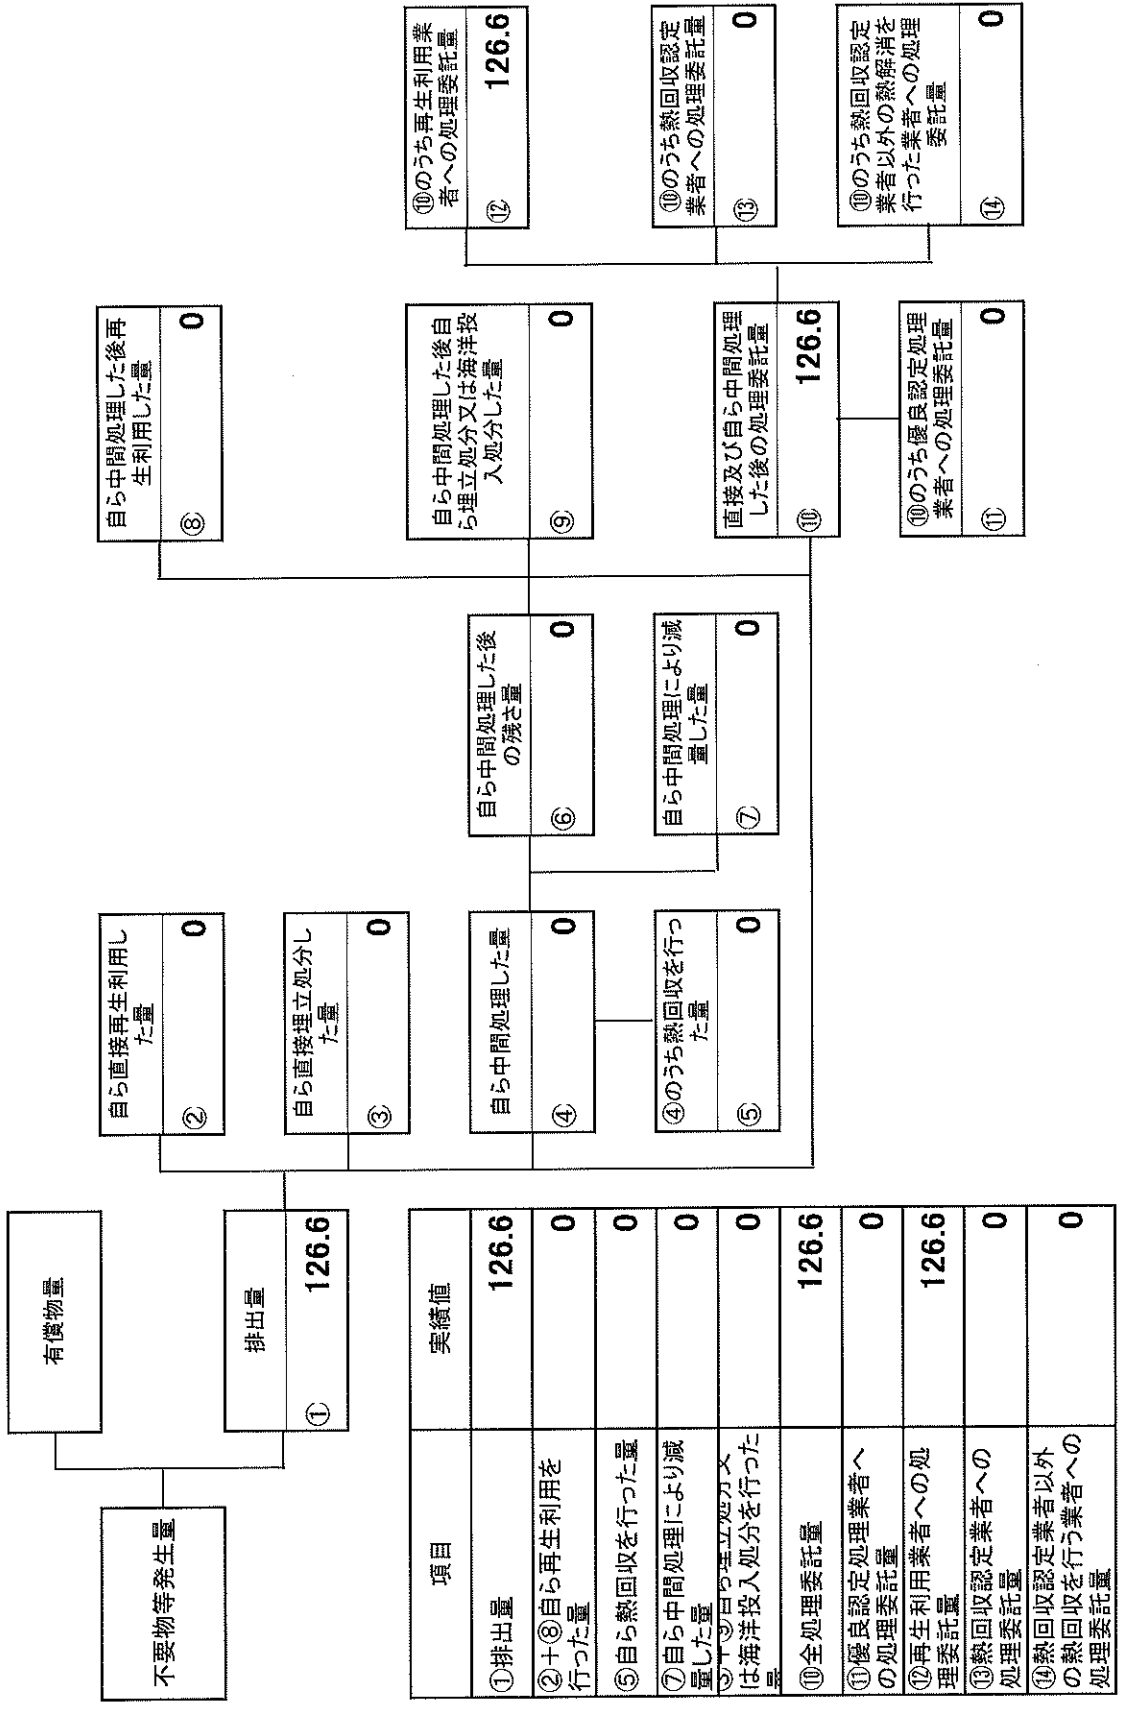 不要物等発生量
有償物量
排出量
① 126.6
自ら直接再生利用し
た量
② 0
自ら直接埋立処分し
た量
③ 0
自ら中間処理した量
④ 0
④のうち熱回収を行っ
た量
⑤ 0
自ら中間処理した後
の残さ量
⑥ 0
自ら中間処理により減
量した量
⑦ 0
自ら中間処理した後再
生利用した量
⑧ 0
自ら中間処理した後自
ら埋立処分又は海洋投
入処分した量
⑨ 0
直接及び自ら中間処理
した後の処理委託量
⑩ 126.6
⑩のうち優良認定処理
業者への処理委託量
⑪ 0
⑩のうち再生利用業
者への処理委託量
⑫ 126.6
⑩のうち熱回収認定
業者への処理委託量
⑬ 0
⑩のうち熱回収認定
業者以外の熱解消を
行った業者への処理
委託量
⑭ 0
項目 実績値
①排出量 126.6
②+⑧自ら再生利用を
行った量 0
⑤自ら熱回収を行った量 0
⑦自ら中間処理により減
量した量 0
③+⑨自ら埋立処分又
は海洋投入処分を行った
量 0
⑩全処理委託量 126.6
⑪優良認定処理業者へ
の処理委託量 0
⑫再生利用業者への処
理委託量 126.6
⑬熱回収認定業者への
処理委託量 0
⑭熱回収認定業者以外
の熱回収を行う業者への
処理委託量 0